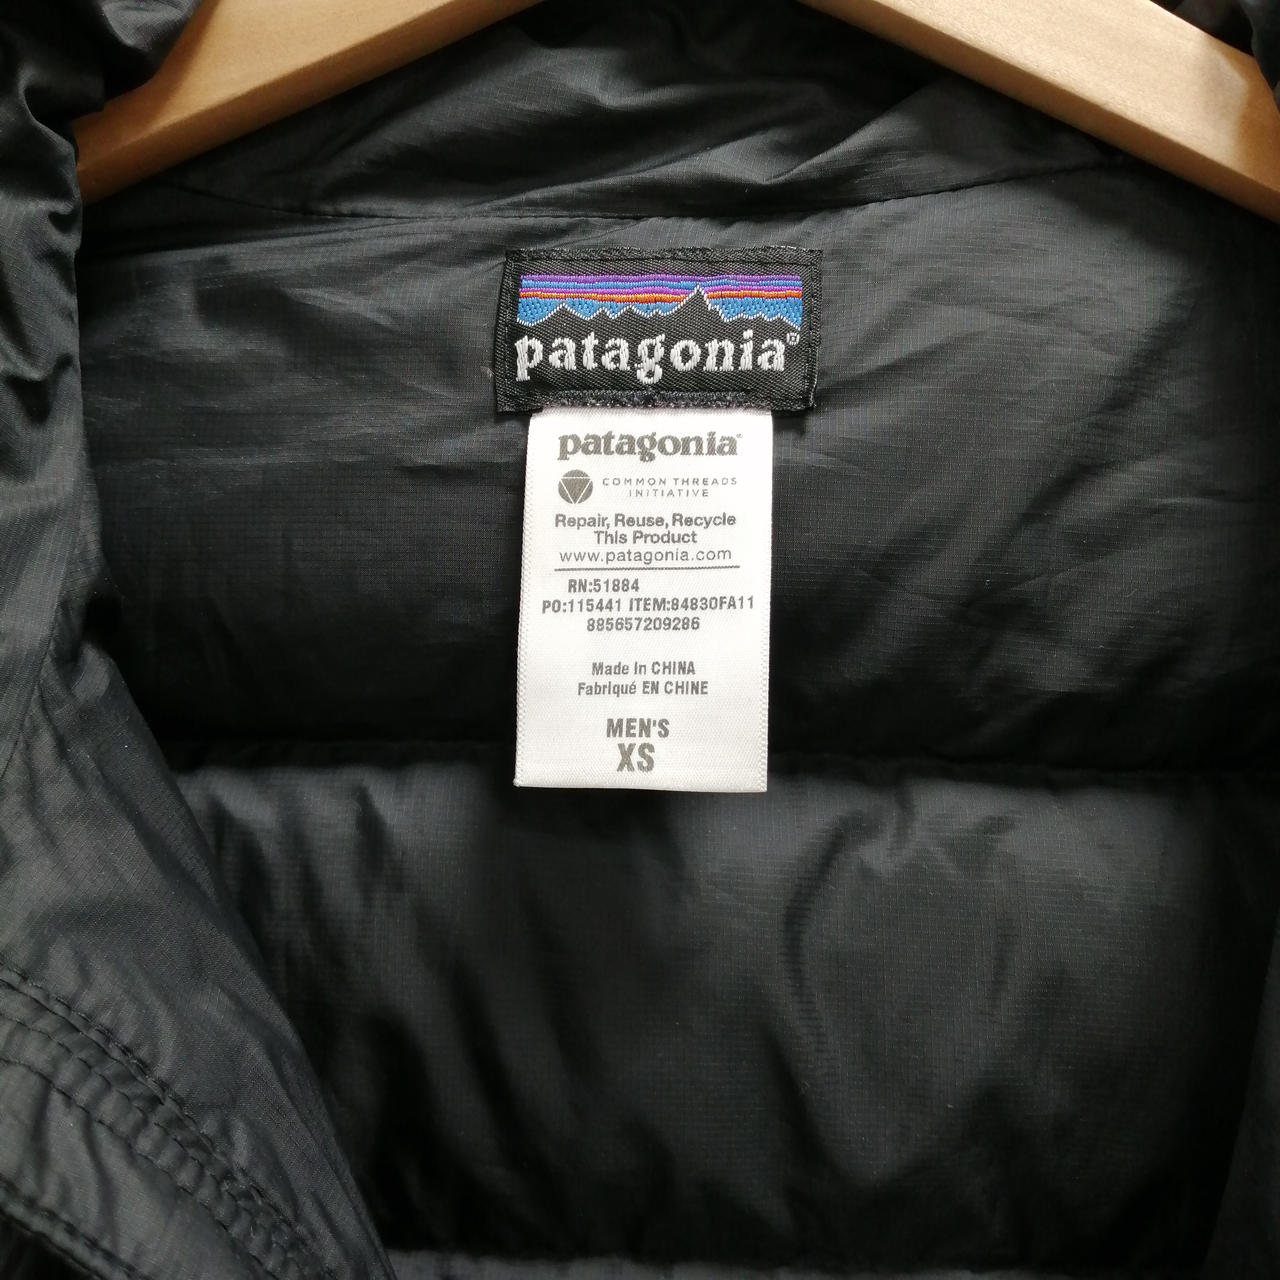 patagonia®
patagonia®
COMMON THREADS
INITIATIVE
Repair, Reuse, Recycle
This Product
www.patagonia.com
RN:51884
PO:115441 ITEM:84830FA11
885657209286
Made In CHINA
Fabriqué EN CHINE
MEN'S
XS